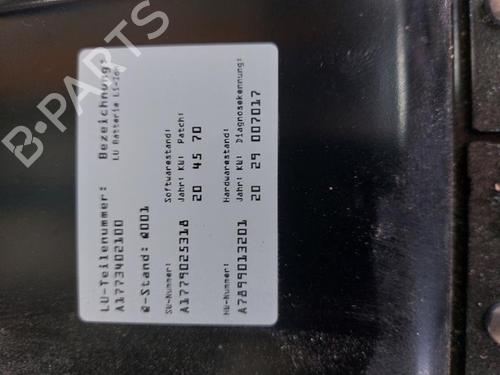 LU-Teilenummer: Bezeichnung:
A1773402100 LU Batterie Li-Ion
Q-Stand: Q001
SW-Nummer: Softwarestand:
Jahr: KW: Patch:
A1779025318 20 45 70
HW-Nummer: Hardwarestand:
Jahr: KW: Diagnosekennung:
A7899013201 20 29 007017
B-PARTS